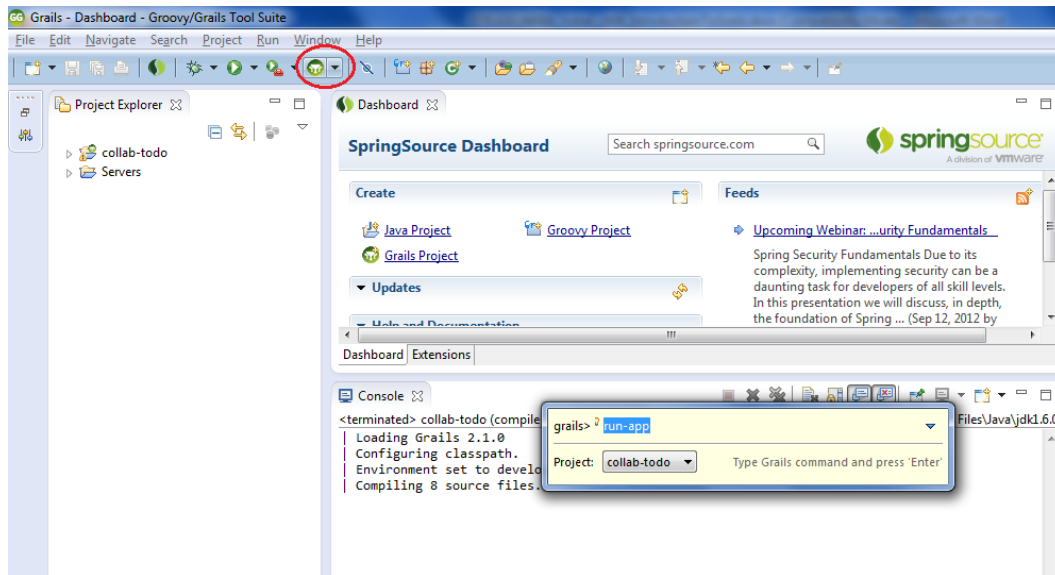 Grails - Dashboard - Groovy/Grails Tool Suite
File Edit Navigate Search Project Run Window Help
Project Explorer
collab-todo
Servers
Dashboard
SpringSource Dashboard
Search springsource.com
springsource
A division of vmware
Create
Java Project
Groovy Project
Grails Project
Updates
Help and Documentation
Feeds
Upcoming Webinar: ...urity Fundamentals
Spring Security Fundamentals Due to its
complexity, implementing security can be a
daunting task for developers of all skill levels.
In this presentation we will discuss, in depth,
the foundation of Spring ... (Sep 12, 2012 by
Dashboard Extensions
Console
<terminated> collab-todo (compile
Files\Java\jdk1.6.0
Loading Grails 2.1.0
Configuring classpath.
Environment set to develo
Compiling 8 source files.
grails> run-app
Project: collab-todo Type Grails command and press 'Enter'